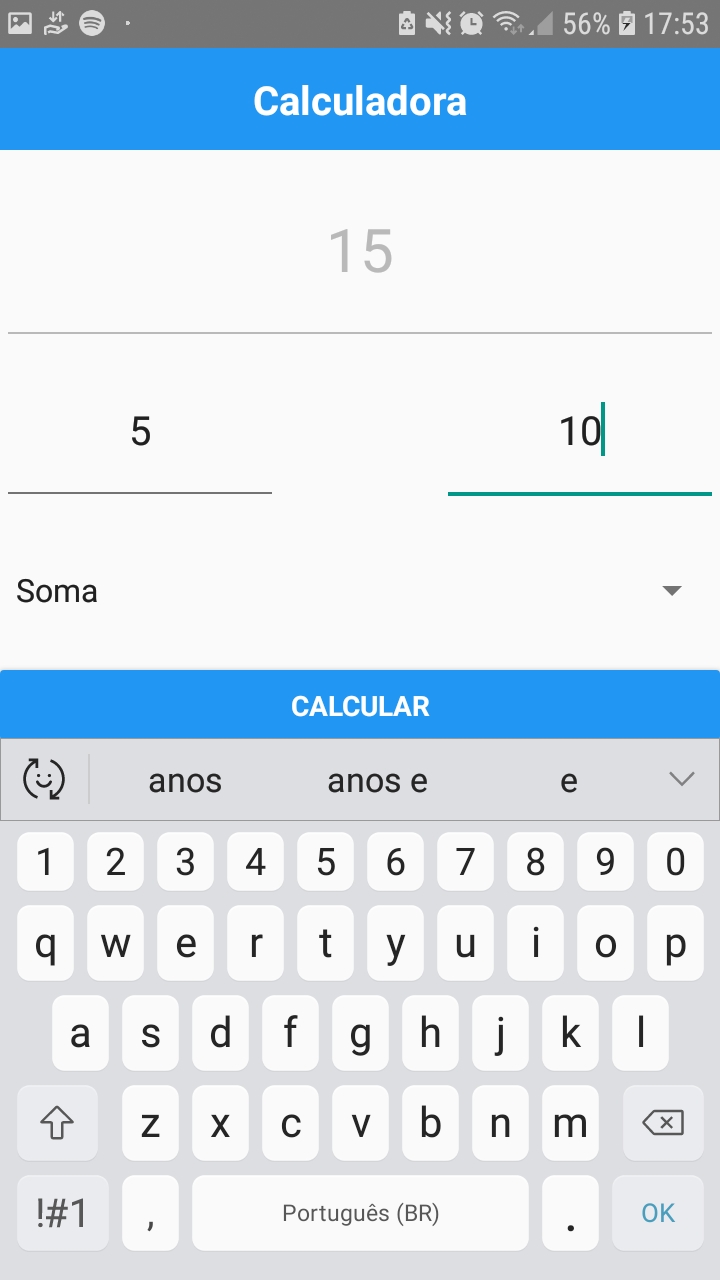 56% 17:53
Calculadora
15
5 10
Soma
CALCULAR
anos anos e e
1 2 3 4 5 6 7 8 9 0
q w e r t y u i o p
a s d f g h j k l
z x c v b n m
!#1 , Português (BR) . OK